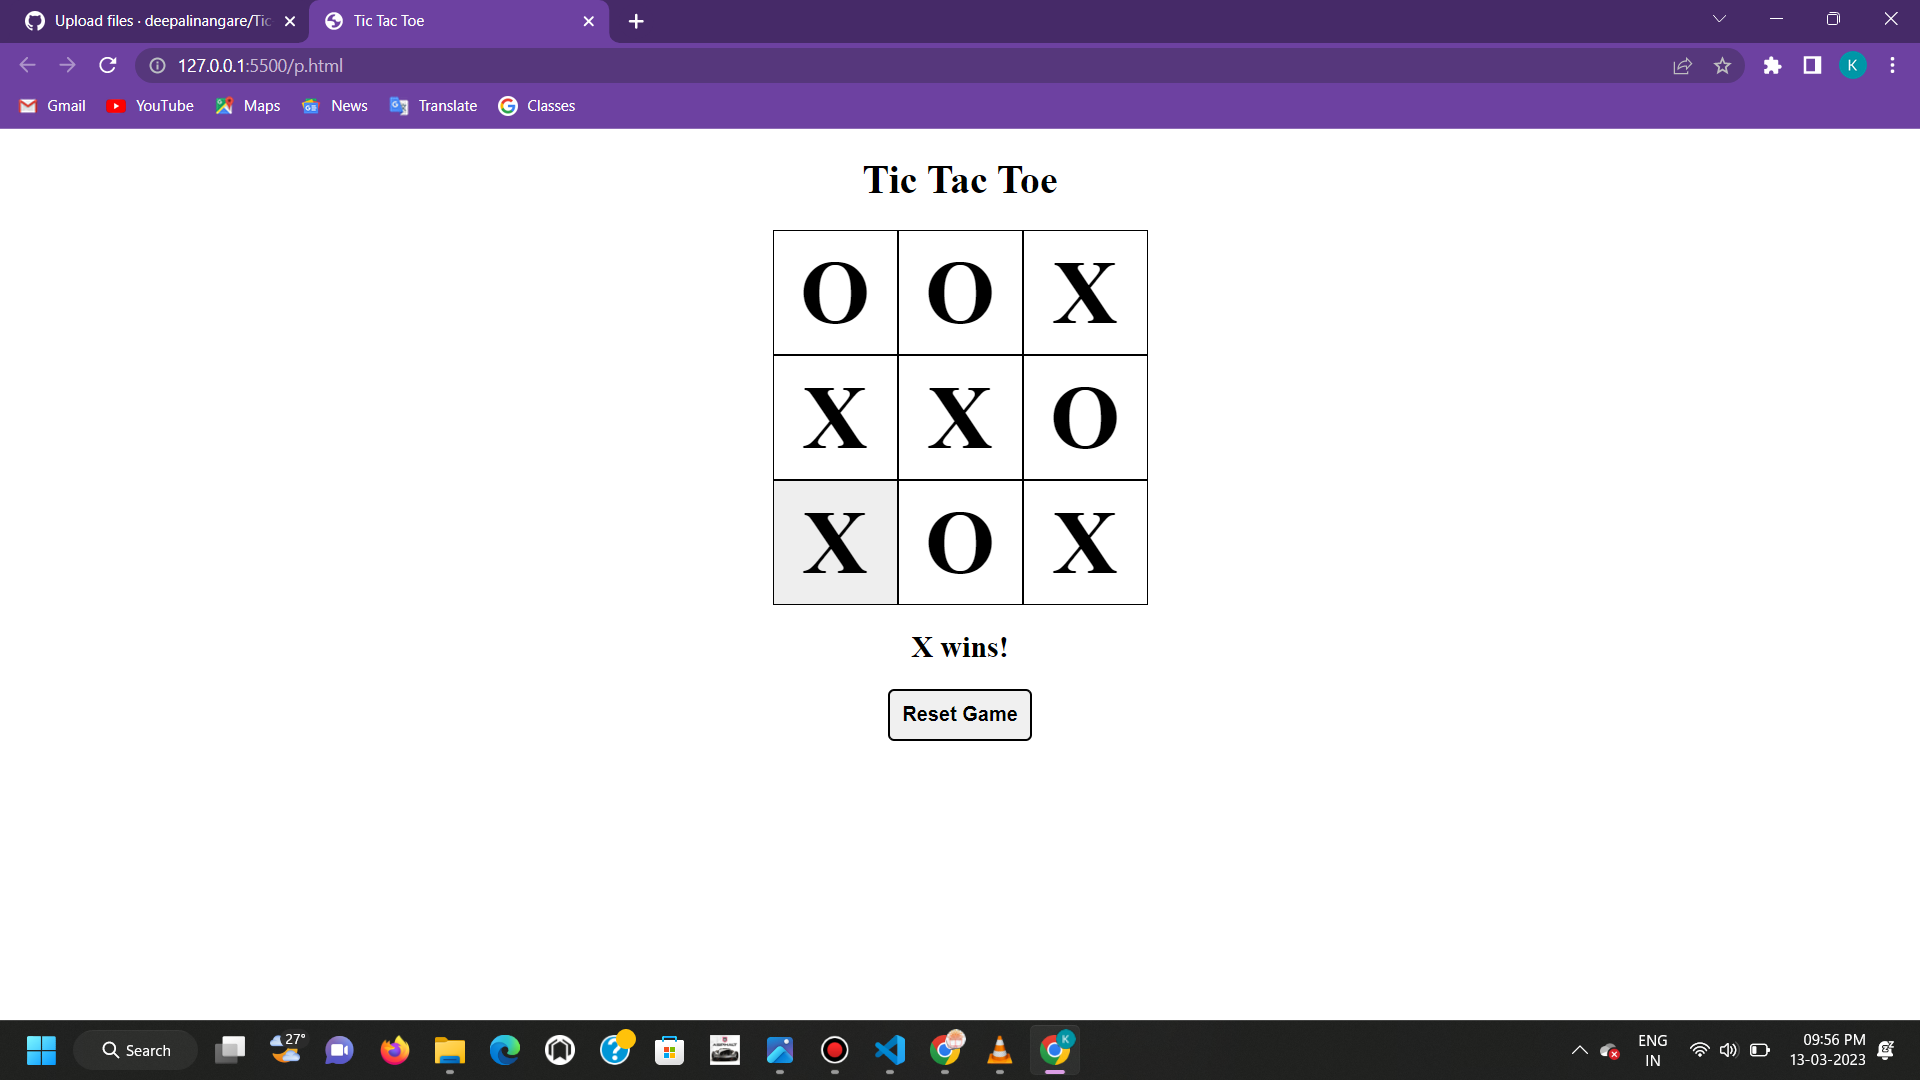 Upload files · deepalinangare/Tic
Tic Tac Toe
127.0.0.1:5500/p.html
K
Gmail
YouTube
Maps
News
Translate
Classes
Tic Tac Toe
O O X
X X O
X O X
X wins!
Reset Game
Search
27°
K
ENG
IN
09:56 PM
13-03-2023